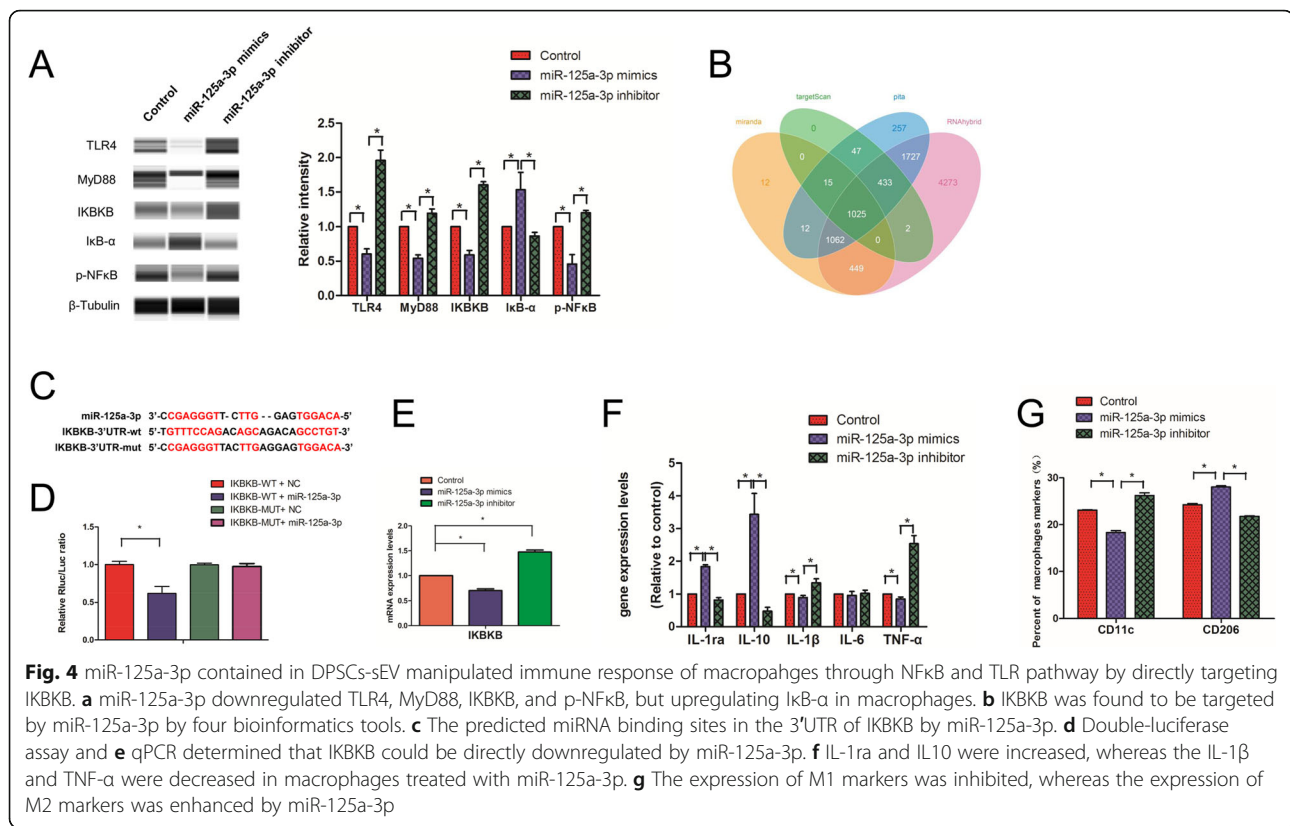 A
Control
miR-125a-3p mimics
miR-125a-3p inhibitor
TLR4
MyD88
IKBKB
IκB-α
p-NFκB
β-Tubulin
Control
miR-125a-3p mimics
miR-125a-3p inhibitor
Relative intensity
2.5
2.0
1.5
1.0
0.5
0.0
* * * * * * * * * *
TLR4 MyD88 IKBKB IκB-α p-NFκB
B
miranda
targetScan
pita
RNAhybrid
0
257
0 47 1727
12 15 433 4273
1025
12 2
1062 0
449
C
miR-125a-3p 3'-CCGAGGGTT- CTTG - - GAGTGGACA-5'
IKBKB-3'UTR-wt 5'-TGTTTCCAGACAGCAGACAGCCTGT-3'
IKBKB-3'UTR-mut 5'-CCGAGGGTTACTTGAGGAGTGGACA-3'
D
IKBKB-WT + NC
IKBKB-WT + miR-125a-3p
IKBKB-MUT+ NC
IKBKB-MUT+ miR-125a-3p
Relative Rluc/Luc ratio
1.5
1.0
0.5
0.0
*
E
Control
miR-125a-3p mimics
miR-125a-3p inhibitor
mRNA expression levels
2.0
1.5
1.0
0.5
0.0
*
*
IKBKB
F
Control
miR-125a-3p mimics
miR-125a-3p inhibitor
gene expression levels
(Relative to control)
5
4
3
2
1
0
* * * * * * * *
IL-1ra IL-10 IL-1β IL-6 TNF-α
G
Control
miR-125a-3p mimics
miR-125a-3p inhibitor
Percent of macrophages markers (%)
30
20
10
0
* * * *
CD11c CD206
Fig. 4 miR-125a-3p contained in DPSCs-sEV manipulated immune response of macropahges through NFκB and TLR pathway by directly targeting
IKBKB. a miR-125a-3p downregulated TLR4, MyD88, IKBKB, and p-NFκB, but upregulating IκB-α in macrophages. b IKBKB was found to be targeted
by miR-125a-3p by four bioinformatics tools. c The predicted miRNA binding sites in the 3′UTR of IKBKB by miR-125a-3p. d Double-luciferase
assay and e qPCR determined that IKBKB could be directly downregulated by miR-125a-3p. f IL-1ra and IL10 were increased, whereas the IL-1β
and TNF-α were decreased in macrophages treated with miR-125a-3p. g The expression of M1 markers was inhibited, whereas the expression of
M2 markers was enhanced by miR-125a-3p